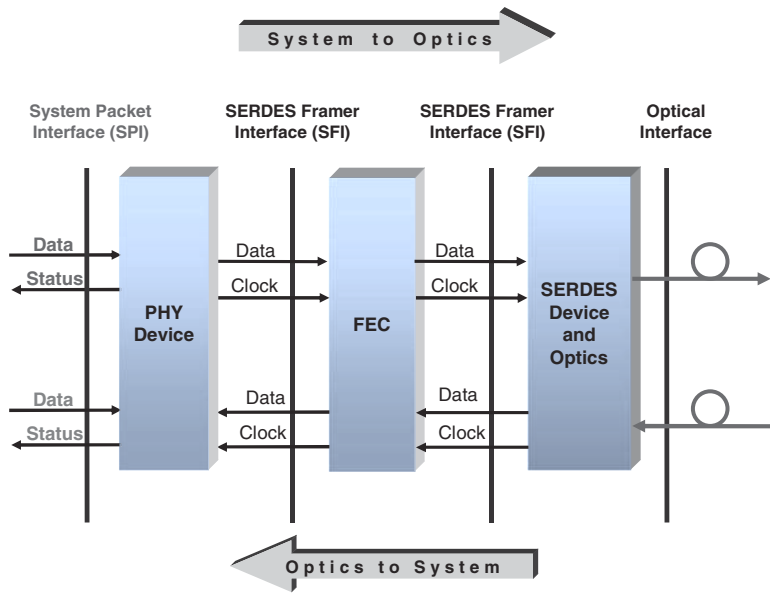 System to Optics
System Packet
Interface (SPI)
SERDES Framer
Interface (SFI)
SERDES Framer
Interface (SFI)
Optical
Interface
Data
Status
Data
Clock
Data
Clock
PHY
Device
FEC
SERDES
Device
and
Optics
Data
Status
Data
Clock
Data
Clock
Optics to System